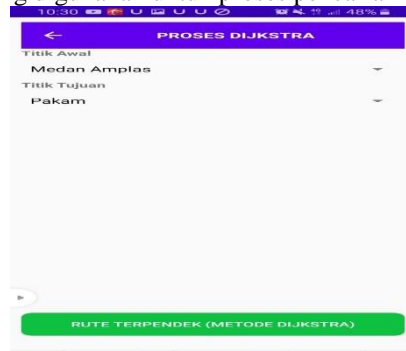 10:30 48%
PROSES DIJKSTRA
Titik Awal
Medan Amplas
Titik Tujuan
Pakam
RUTE TERPENDEK (METODE DIJKSTRA)